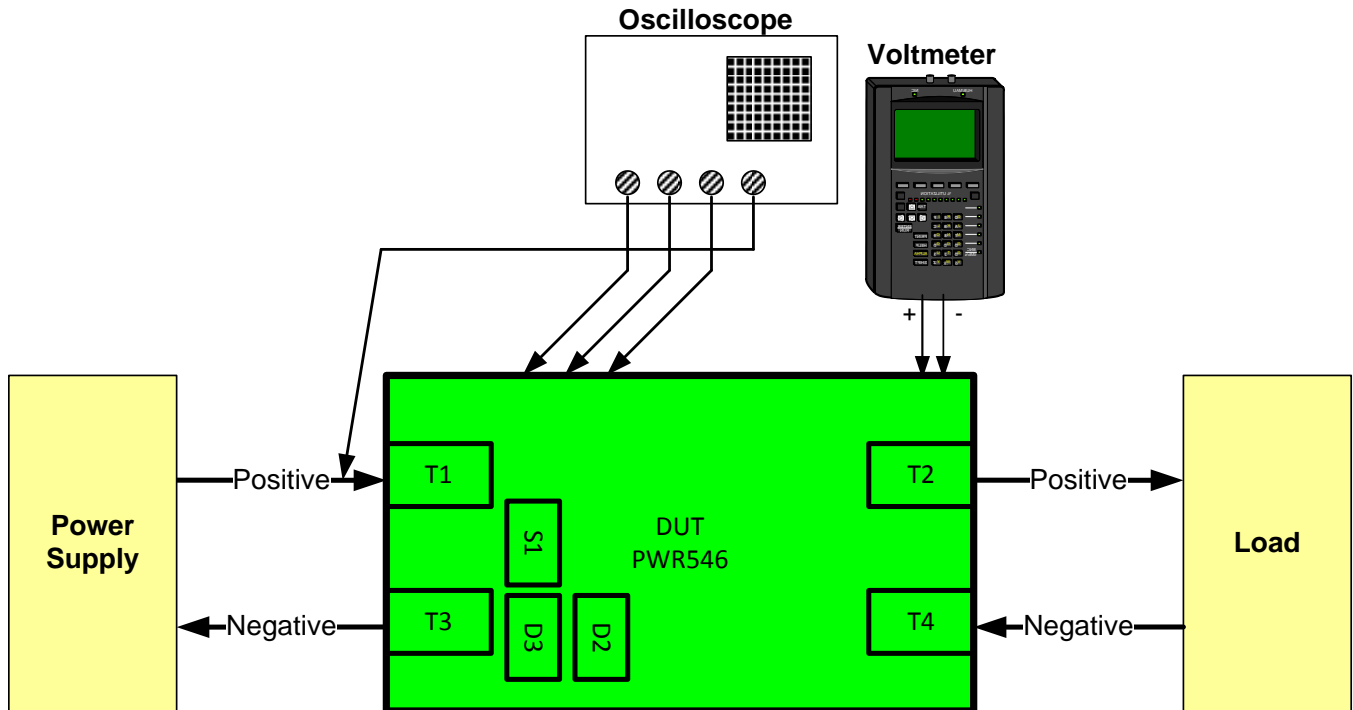 Oscilloscope
Voltmeter
+ -
Positive
T1
T2
Positive
Power
Supply
S1
DUT
PWR546
Load
Negative
T3
D3
D2
T4
Negative